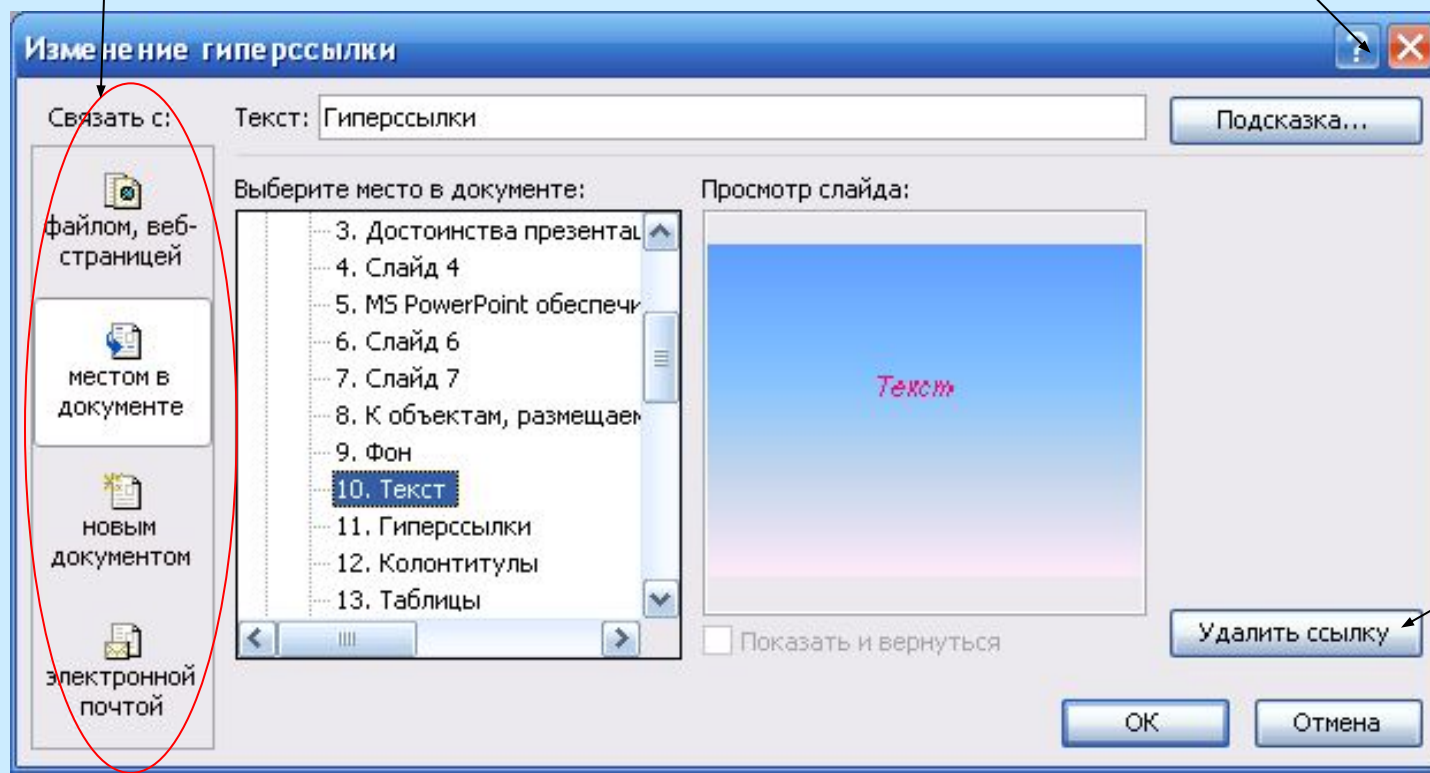 Изменение гиперссылки
Связать с:
Текст: Гиперссылки
Подсказка...
файлом, веб-
страницей
местом в
документе
новым
документом
электронной
почтой
Выберите место в документе:
3. Достоинства презентац
4. Слайд 4
5. MS PowerPoint обеспечи
6. Слайд 6
7. Слайд 7
8. К объектам, размещаем
9. Фон
10. Текст
11. Гиперссылки
12. Колонтитулы
13. Таблицы
Просмотр слайда:
Текст
Показать и вернуться
Удалить ссылку
ОК
Отмена